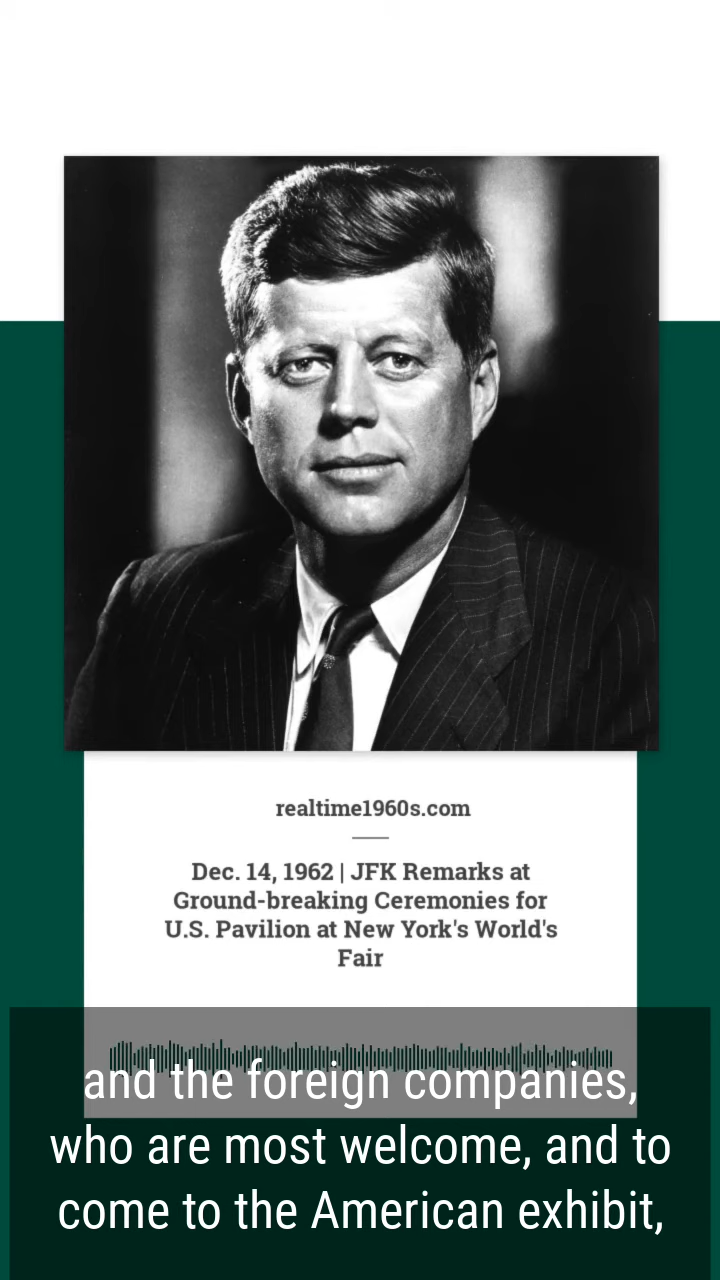 realtime1960s.com
Dec. 14, 1962 | JFK Remarks at
Ground-breaking Ceremonies for
U.S. Pavilion at New York's World's
Fair
and the foreign companies,
who are most welcome, and to
come to the American exhibit,